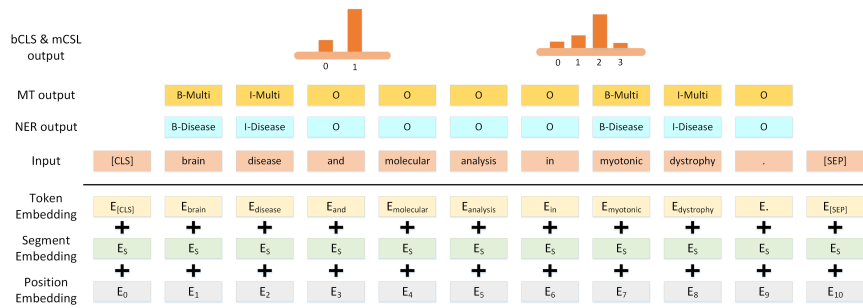 bCLS & mCSL
output
0 1
0 1 2 3
MT output B-Multi I-Multi O O O O B-Multi I-Multi O
NER output B-Disease I-Disease O O O O B-Disease I-Disease O
Input [CLS] brain disease and molecular analysis in myotonic dystrophy . [SEP]
Token
Embedding
E[CLS] Ebrain Edisease Eand Emolecular Eanalysis Ein Emyotonic Edystrophy E. E[SEP]
+ + + + + + + + + + +
Segment
Embedding
ES ES ES ES ES ES ES ES ES ES ES
+ + + + + + + + + + +
Position
Embedding
E0 E1 E2 E3 E4 E5 E6 E7 E8 E9 E10